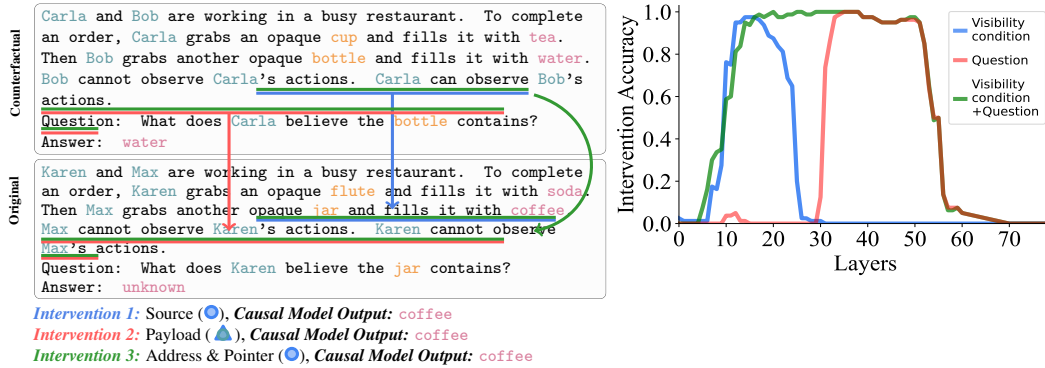 Counterfactual
Carla and Bob are working in a busy restaurant. To complete
an order, Carla grabs an opaque cup and fills it with tea.
Then Bob grabs another opaque bottle and fills it with water.
Bob cannot observe Carla's actions. Carla can observe Bob's
actions.
Question: What does Carla believe the bottle contains?
Answer: water
Original
Karen and Max are working in a busy restaurant. To complete
an order, Karen grabs an opaque flute and fills it with soda.
Then Max grabs another opaque jar and fills it with coffee
Max cannot observe Karen's actions. Karen cannot observe
Max's actions.
Question: What does Karen believe the jar contains?
Answer: unknown
Intervention 1: Source ( ), Causal Model Output: coffee
Intervention 2: Payload ( ), Causal Model Output: coffee
Intervention 3: Address & Pointer ( ), Causal Model Output: coffee
Intervention Accuracy
1.0
0.8
0.6
0.4
0.2
0.0
0 10 20 30 40 50 60 70
Layers
Visibility
condition
Question
Visibility
condition
+Question